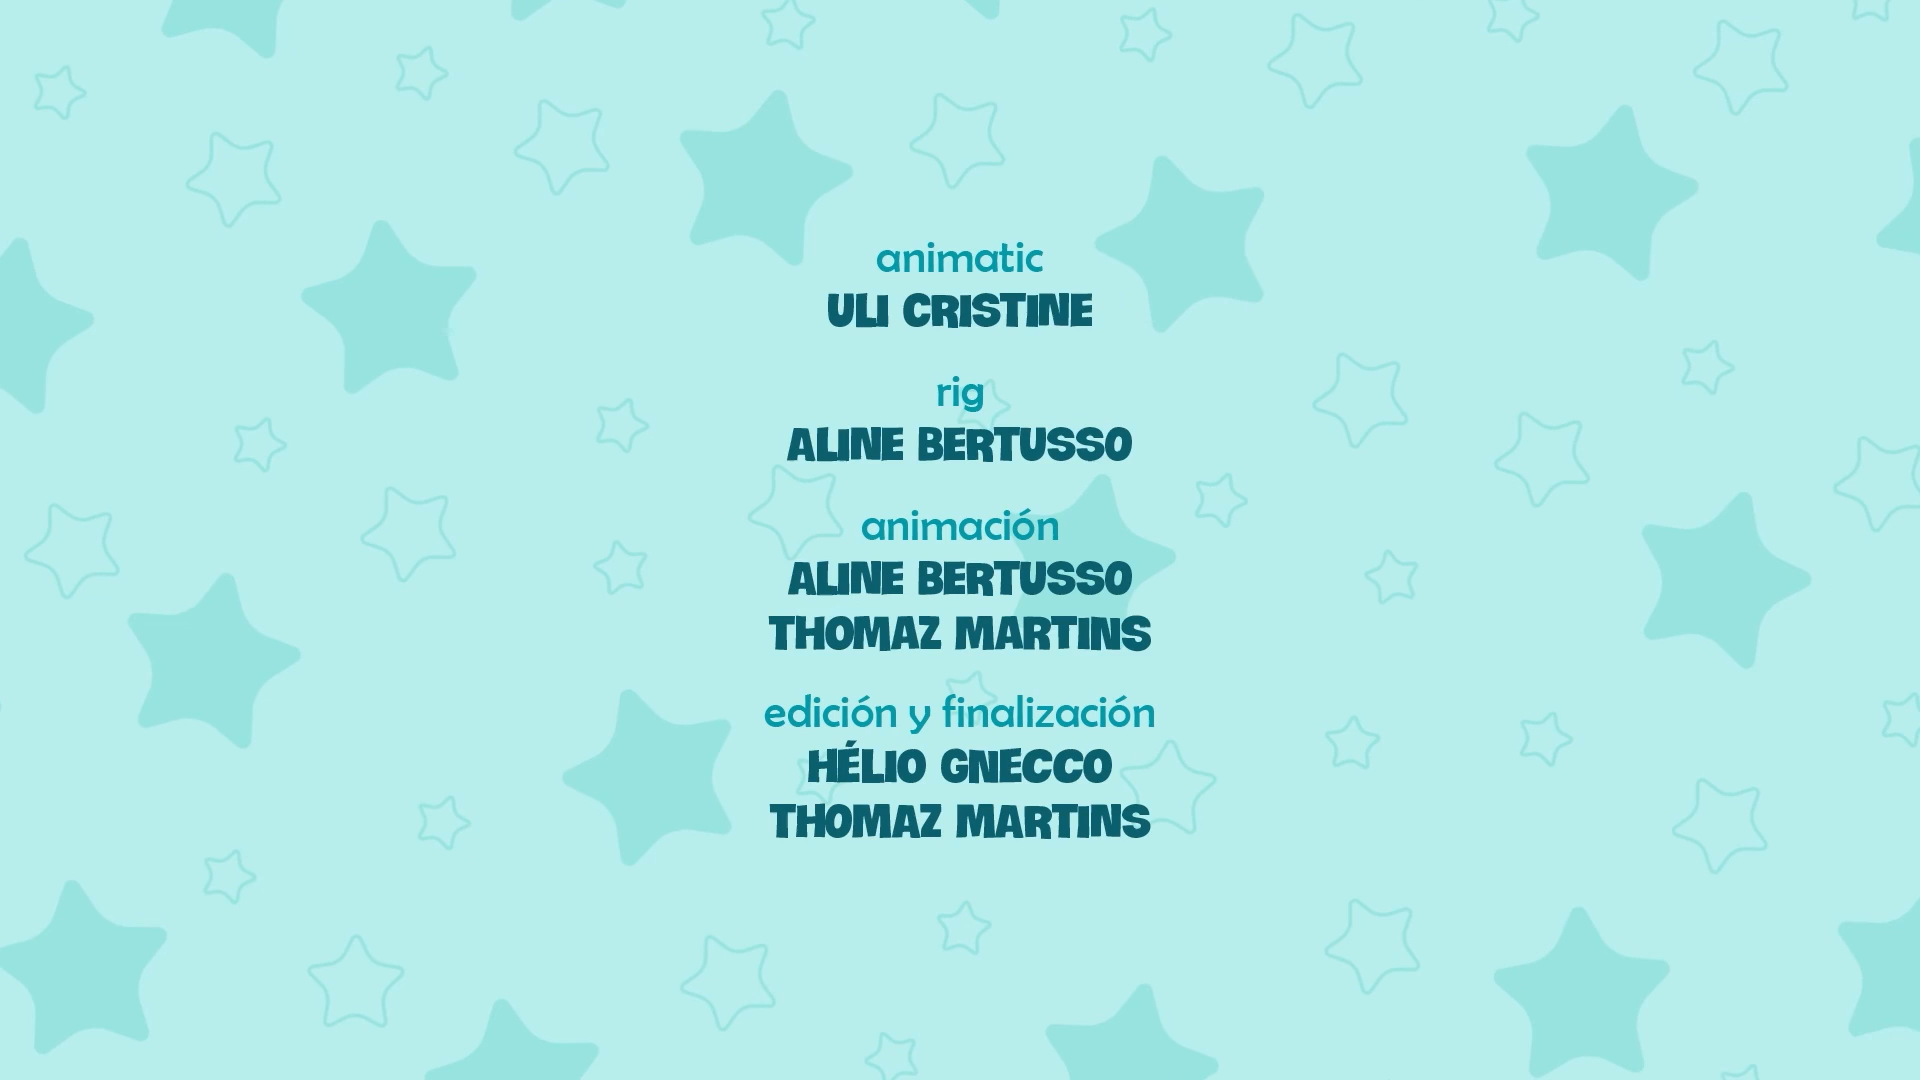 animatic
ULI CRISTINE
rig
ALINE BERTUSSO
animación
ALINE BERTUSSO
THOMAZ MARTINS
edición y finalización
HÉLIO GNECCO
THOMAZ MARTINS